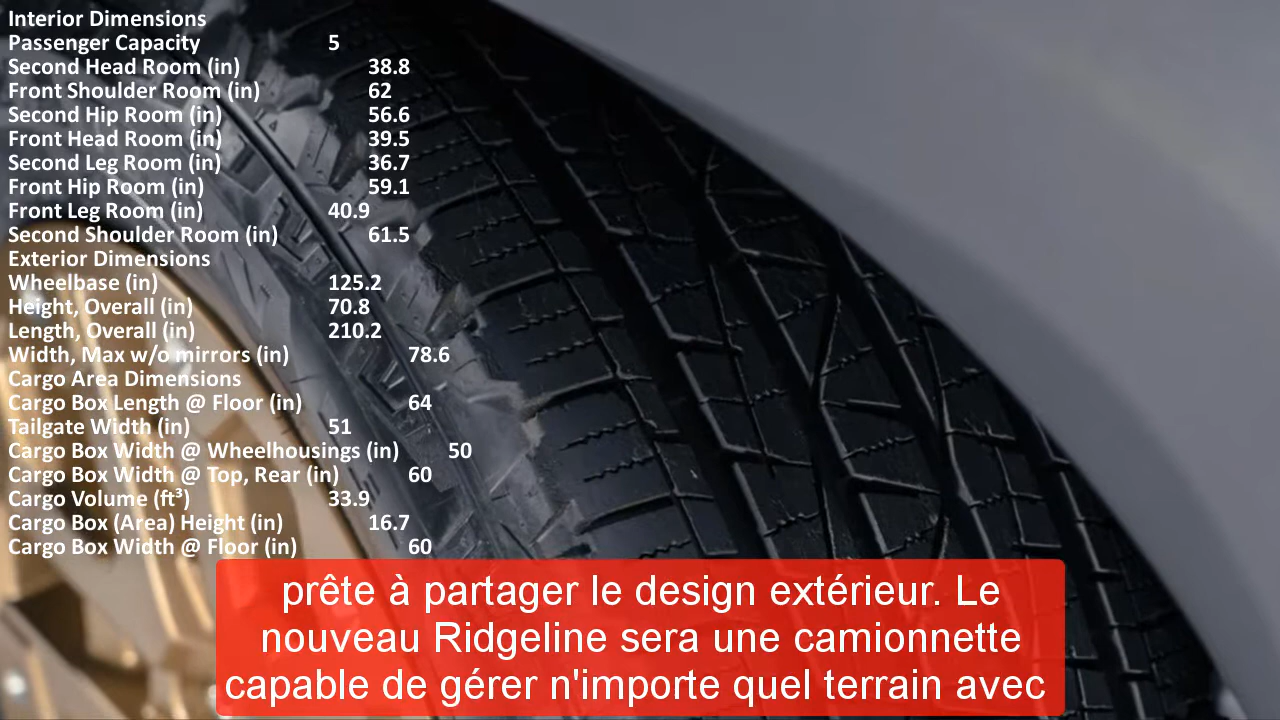 Interior Dimensions
Passenger Capacity 5
Second Head Room (in) 38.8
Front Shoulder Room (in) 62
Second Hip Room (in) 56.6
Front Head Room (in) 39.5
Second Leg Room (in) 36.7
Front Hip Room (in) 59.1
Front Leg Room (in) 40.9
Second Shoulder Room (in) 61.5
Exterior Dimensions
Wheelbase (in) 125.2
Height, Overall (in) 70.8
Length, Overall (in) 210.2
Width, Max w/o mirrors (in) 78.6
Cargo Area Dimensions
Cargo Box Length @ Floor (in) 64
Tailgate Width (in) 51
Cargo Box Width @ Wheelhousings (in) 50
Cargo Box Width @ Top, Rear (in) 60
Cargo Volume (ft³) 33.9
Cargo Box (Area) Height (in) 16.7
Cargo Box Width @ Floor (in) 60
prête à partager le design extérieur. Le
nouveau Ridgeline sera une camionnette
capable de gérer n'importe quel terrain avec